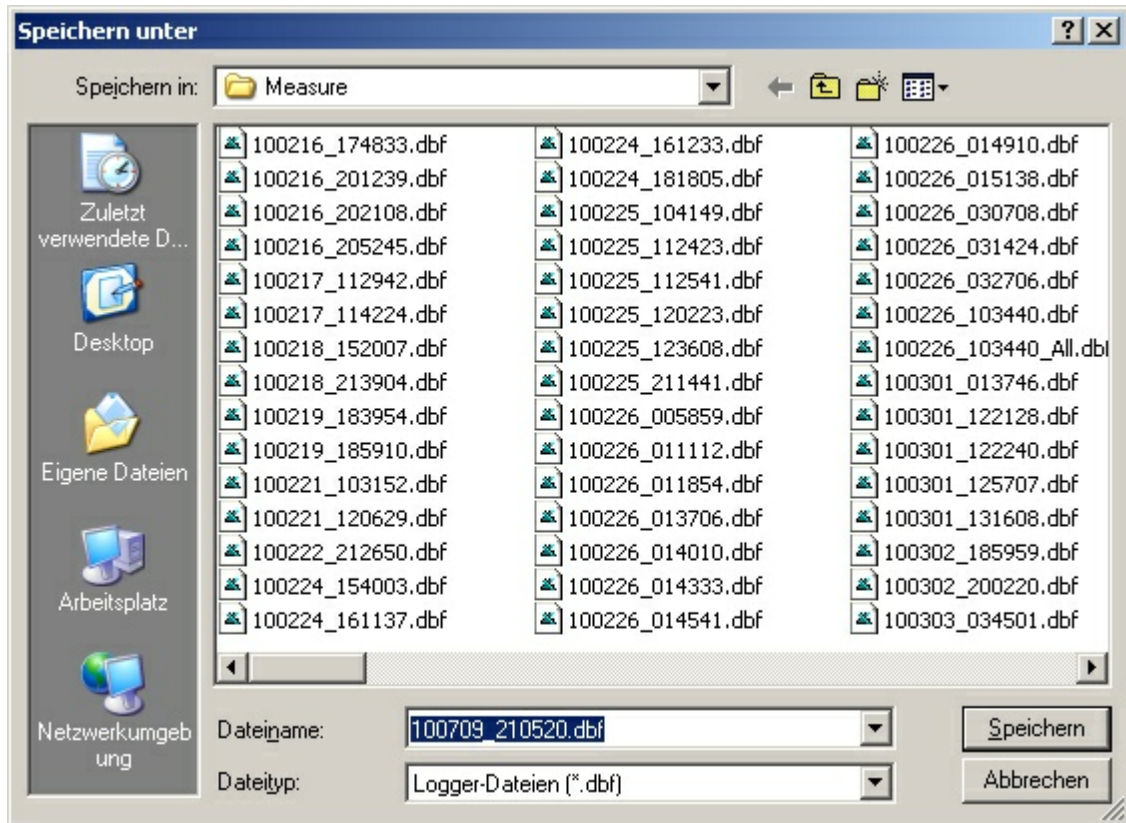 Speichern unter
Speichern in: Measure
Zuletzt
verwendete D...
Desktop
Eigene Dateien
Arbeitsplatz
Netzwerkumgeb
ung
100216_174833.dbf
100216_201239.dbf
100216_202108.dbf
100216_205245.dbf
100217_112942.dbf
100217_114224.dbf
100218_152007.dbf
100218_213904.dbf
100219_183954.dbf
100219_185910.dbf
100221_103152.dbf
100221_120629.dbf
100222_212650.dbf
100224_154003.dbf
100224_161137.dbf
100224_161233.dbf
100224_181805.dbf
100225_104149.dbf
100225_112423.dbf
100225_112541.dbf
100225_120223.dbf
100225_123608.dbf
100225_211441.dbf
100226_005859.dbf
100226_011112.dbf
100226_011854.dbf
100226_013706.dbf
100226_014010.dbf
100226_014333.dbf
100226_014541.dbf
100226_014910.dbf
100226_015138.dbf
100226_030708.dbf
100226_031424.dbf
100226_032706.dbf
100226_103440.dbf
100226_103440_All.dbf
100301_013746.dbf
100301_122128.dbf
100301_122240.dbf
100301_125707.dbf
100301_131608.dbf
100302_185959.dbf
100302_200220.dbf
100303_034501.dbf
Dateiname: 100709_210520.dbf Speichern
Dateityp: Logger-Dateien (*.dbf) Abbrechen